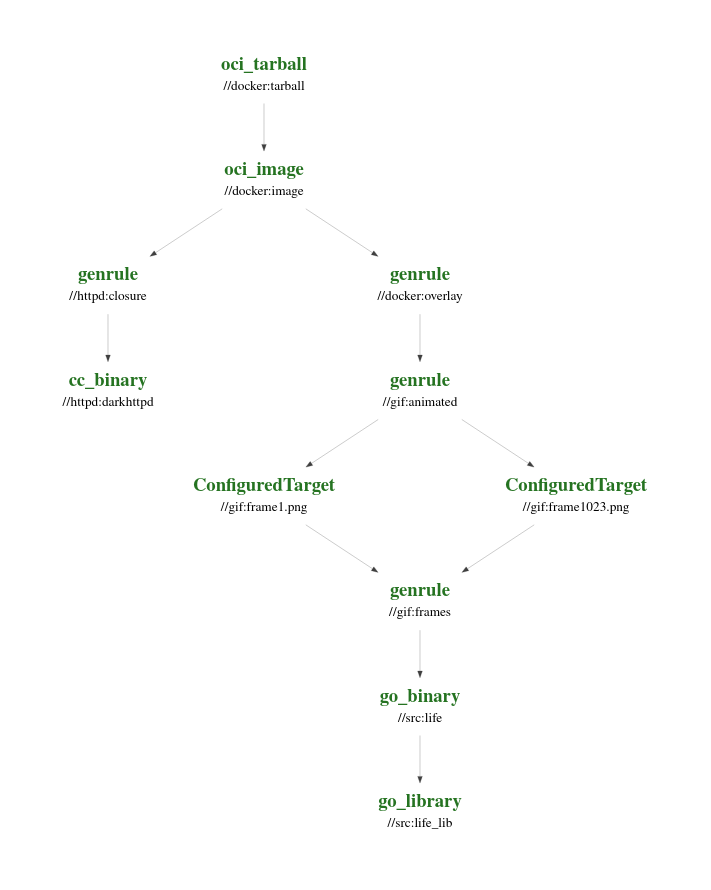 oci_tarball
//docker:tarball
oci_image
//docker:image
genrule
//httpd:closure
genrule
//docker:overlay
cc_binary
//httpd:darkhttpd
genrule
//gif:animated
ConfiguredTarget
//gif:frame1.png
ConfiguredTarget
//gif:frame1023.png
genrule
//gif:frames
go_binary
//src:life
go_library
//src:life_lib